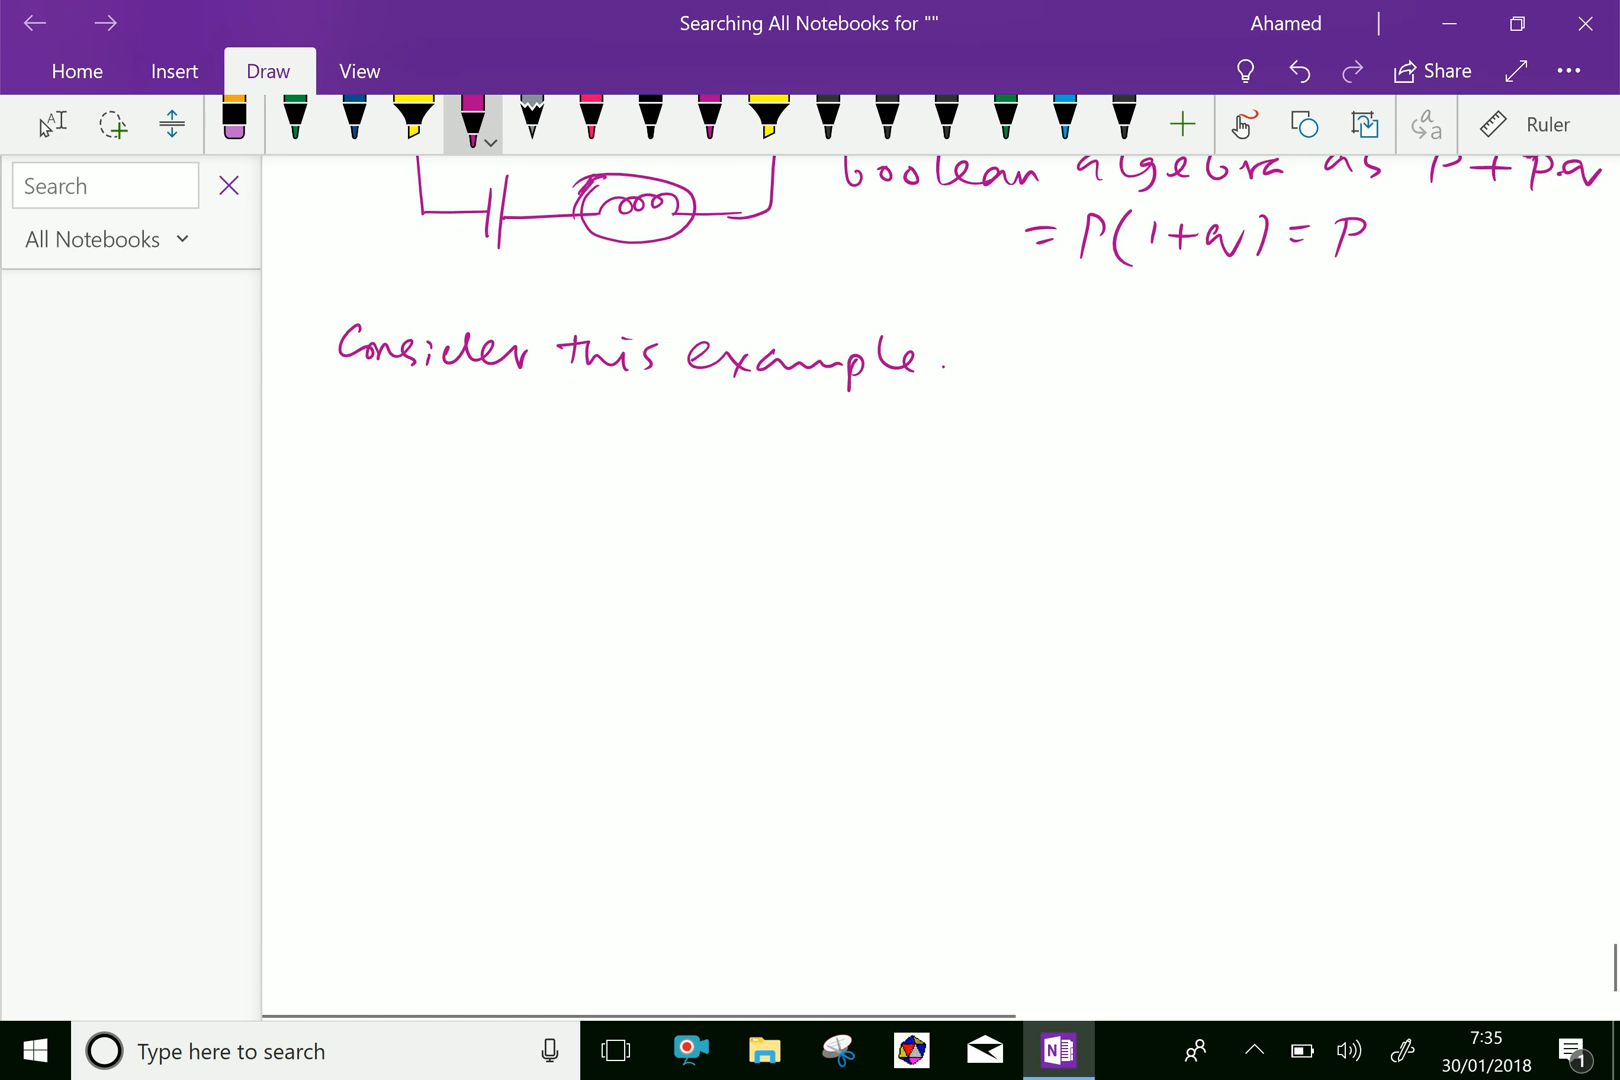 Searching All Notebooks for ""
Ahamed
Home Insert Draw View
Share
Ruler
Search
All Notebooks
boolean algebra as P+Pq
= P(1+q) = P
Consider this example.
Type here to search
7:35
30/01/2018
1